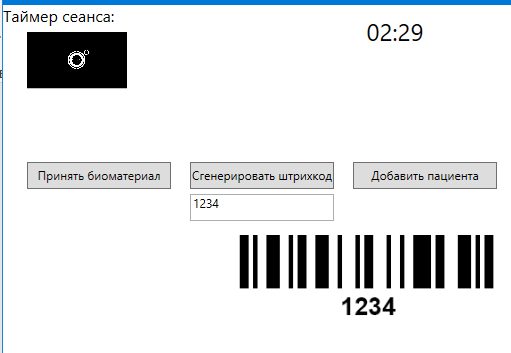 Таймер сеанса:
02:29
Принять биоматериал
Сгенерировать штрихкод
Добавить пациента
1234
1234